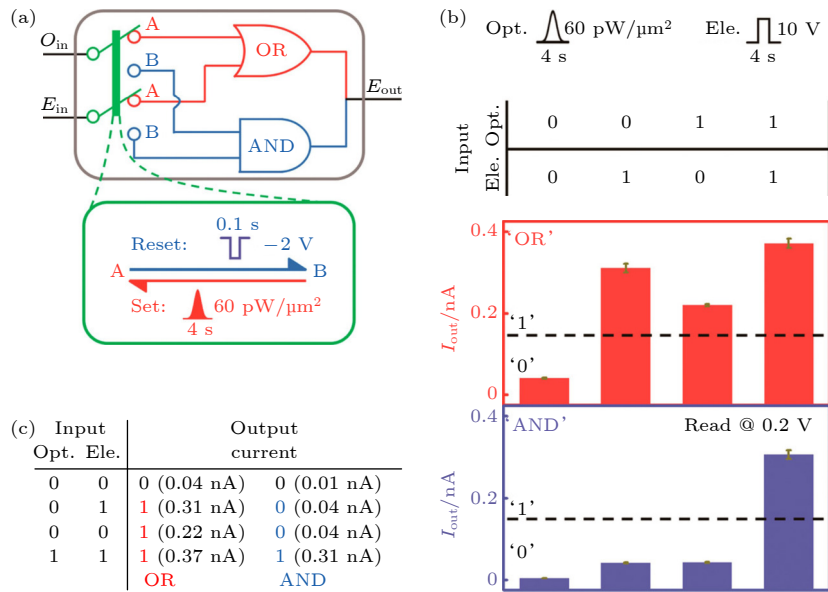 (a)
A
O_in
OR
B
E_in
A
E_out
B
AND
0.1 s
Reset: −2 V
A B
Set: 60 pW/µm²
4 s
(b)
Opt. 60 pW/µm² Ele. 10 V
4 s 4 s
Input
Opt. 0 0 1 1
Ele. 0 1 0 1
0.4
'OR'
I_out/nA
0.2
'1'
'0'
0
0.4
'AND' Read @ 0.2 V
I_out/nA
0.2
'1'
'0'
0
(c) Input Output
Opt. Ele. current
0 0 0 (0.04 nA) 0 (0.01 nA)
0 1 1 (0.31 nA) 0 (0.04 nA)
0 0 1 (0.22 nA) 0 (0.04 nA)
1 1 1 (0.37 nA) 1 (0.31 nA)
OR AND